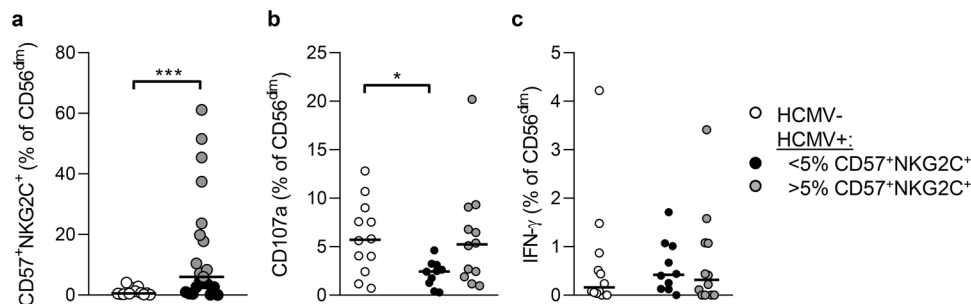 a
b
c
CD57⁺NKG2C⁺ (% of CD56ᵈⁱᵐ)
80
60
40
20
0
***
CD107a (% of CD56ᵈⁱᵐ)
25
20
15
10
5
0
*
IFN-γ (% of CD56ᵈⁱᵐ)
5
4
3
2
1
0
HCMV-
HCMV+:
<5% CD57⁺NKG2C⁺
>5% CD57⁺NKG2C⁺